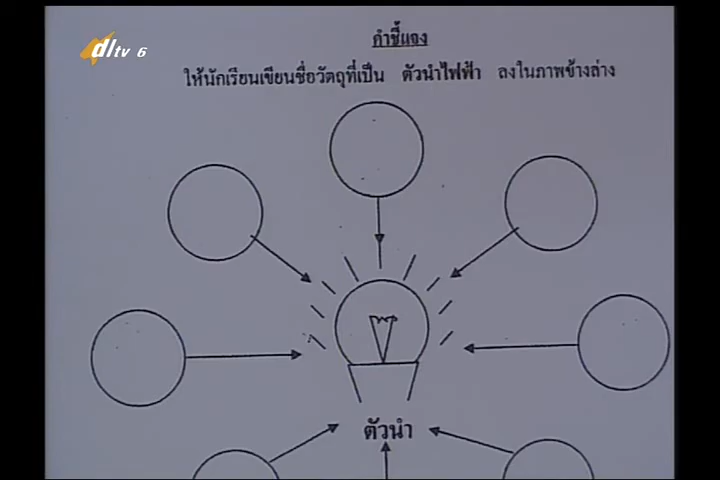 dltv 6
คำชี้แจง
ให้นักเรียนเขียนชื่อวัตถุที่เป็น ตัวนำไฟฟ้า ลงในภาพข้างล่าง
ตัวนำ